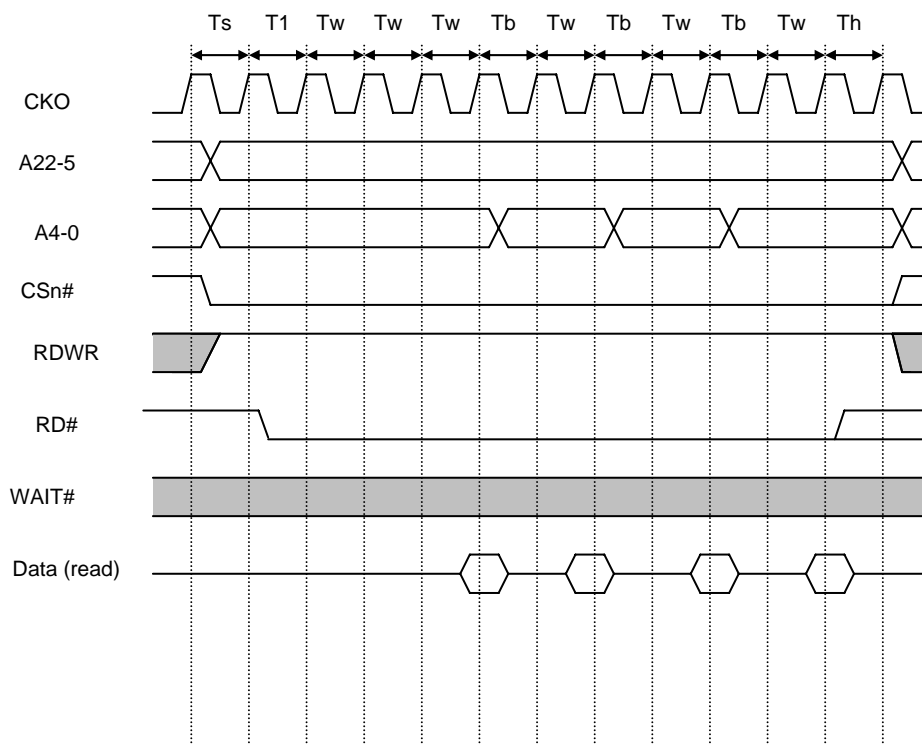 Ts T1 Tw Tw Tw Tb Tw Tb Tw Tb Tw Th
CKO
A22-5
A4-0
CSn#
RDWR
RD#
WAIT#
Data (read)